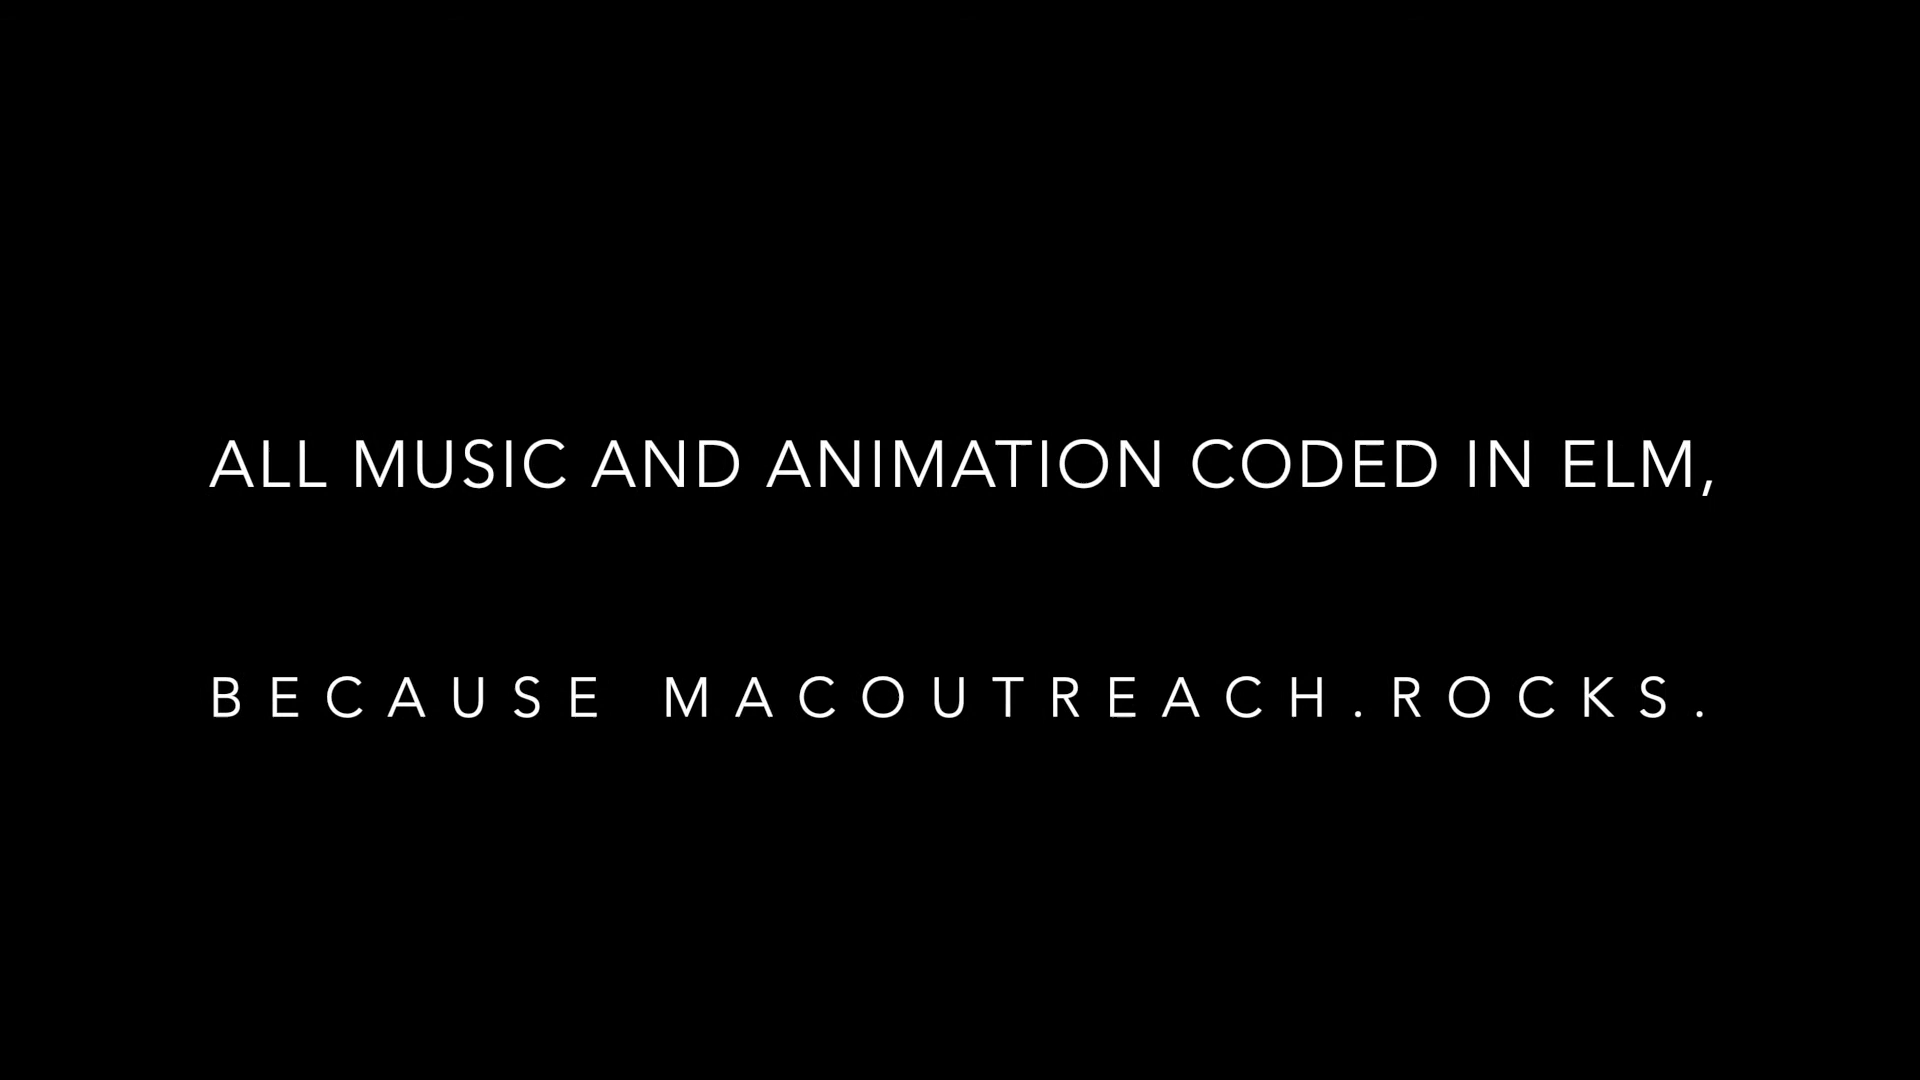 ALL MUSIC AND ANIMATION CODED IN ELM,
BECAUSE MACOUTREACH.ROCKS.